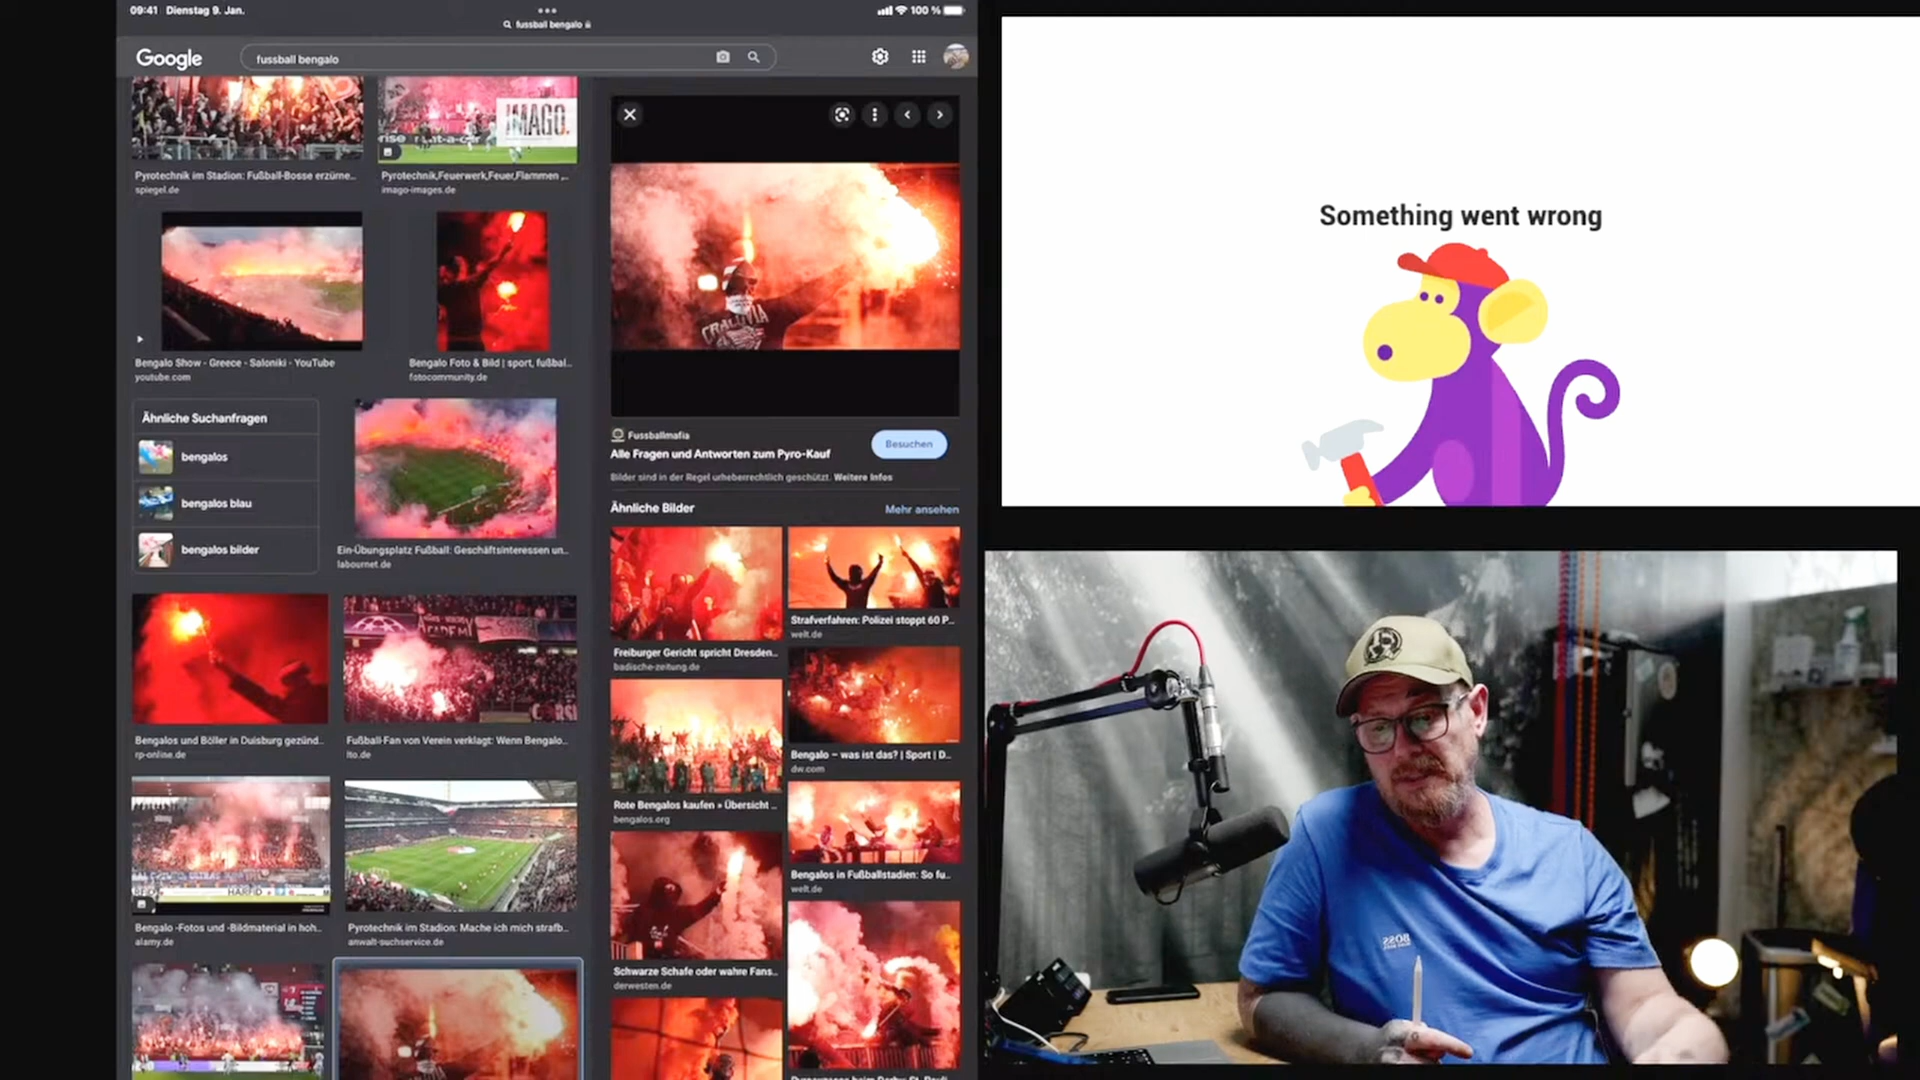 09:41 Dienstag 9. Jan.
fussball bengalo
100 %
Google
fussball bengalo
IMAGO.
Pyrotechnik im Stadion: Fußball-Bosse erzürne...
spiegel.de
Pyrotechnik,Feuerwerk,Feuer,Flammen ,...
imago-images.de
Bengalo Show - Greece - Saloniki - YouTube
youtube.com
Bengalo Foto & Bild | sport, fußbal...
fotocommunity.de
Ähnliche Suchanfragen
bengalos
bengalos blau
bengalos bilder
Ein-Übungsplatz Fußball: Geschäftsinteressen un...
labournet.de
ACADEMY
Bengalos und Böller in Duisburg gezünd...
rp-online.de
Fußball-Fan von Verein verklagt: Wenn Bengalo...
lto.de
HARFID
Bengalo -Fotos und -Bildmaterial in hoh...
alamy.de
Pyrotechnik im Stadion: Mache ich mich strafb...
anwalt-suchservice.de
Fussballmafia
Alle Fragen und Antworten zum Pyro-Kauf
Besuchen
Bilder sind in der Regel urheberrechtlich geschützt. Weitere Infos
Ähnliche Bilder
Mehr ansehen
Freiburger Gericht spricht Dresden...
badische-zeitung.de
Strafverfahren: Polizei stoppt 60 P...
welt.de
Bengalo – was ist das? | Sport | D...
dw.com
Rote Bengalos kaufen » Übersicht ...
bengalos.org
Bengalos in Fußballstadien: So fu...
welt.de
Schwarze Schafe oder wahre Fans...
derwesten.de
Something went wrong
BOSS